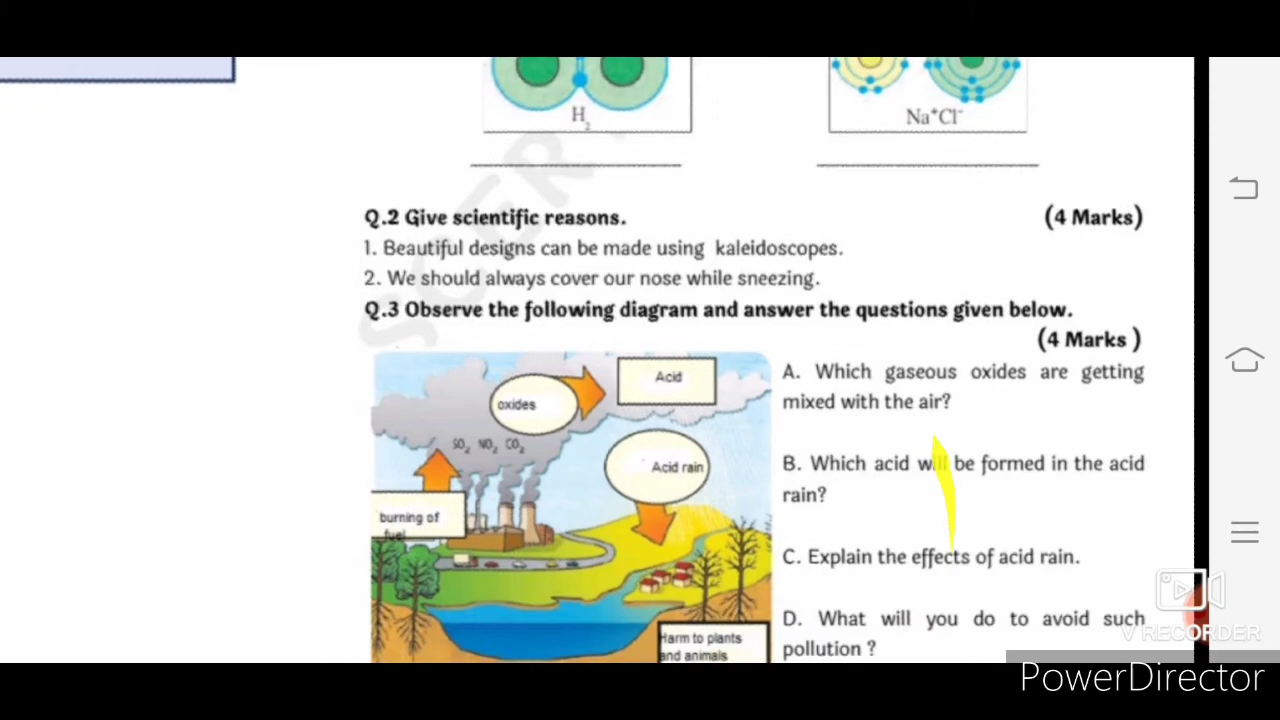 H2
Na+Cl-
SCER
Q.2 Give scientific reasons. (4 Marks)
1. Beautiful designs can be made using kaleidoscopes.
2. We should always cover our nose while sneezing.
Q.3 Observe the following diagram and answer the questions given below.
(4 Marks )
oxides
Acid
SO2 NO2 CO2
Acid rain
burning of
fuel
Harm to plants
and animals
A. Which gaseous oxides are getting
mixed with the air?
B. Which acid will be formed in the acid
rain?
C. Explain the effects of acid rain.
D. What will you do to avoid such
pollution ?
V RECORDER
PowerDirector